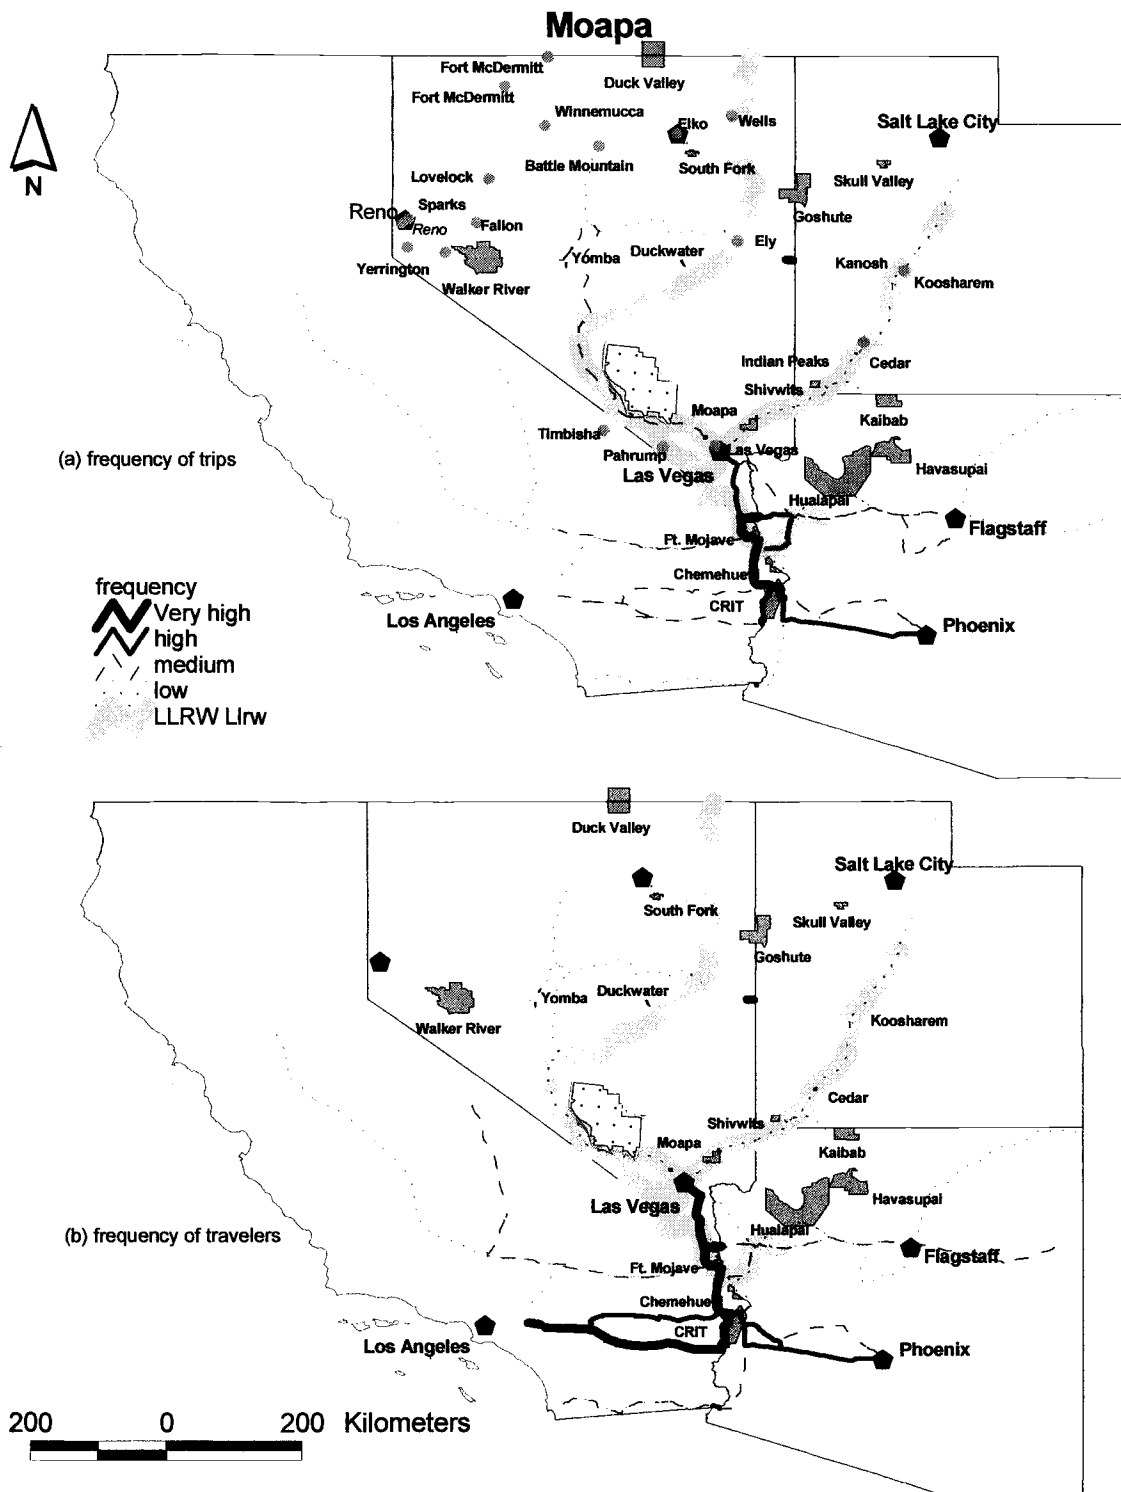 Moapa
Fort McDermitt
Duck Valley
Fort McDermitt
Winnemucca
Wells
Elko
Salt Lake City
Battle Mountain
South Fork
Skull Valley
N
Lovelock
Sparks
Reno
Reno
Fallon
Goshute
Ely
Yomba
Duckwater
Kanosh
Yerrington
Koosharem
Walker River
Indian Peaks
Cedar
Shivwits
Moapa
Kaibab
Timbisha
Las Vegas
Pahrump
(a) frequency of trips
Las Vegas
Havasupai
Hualapai
Flagstaff
Ft. Mojave
Chemehue
frequency
CRIT
Very high
Los Angeles
Phoenix
high
medium
low
LLRW Llrw
Duck Valley
Salt Lake City
South Fork
Skull Valley
Goshute
Yomba
Duckwater
Walker River
Koosharem
Cedar
Shivwits
Moapa
Kaibab
Las Vegas
Havasupai
(b) frequency of travelers
Hualapai
Flagstaff
Ft. Mojave
Chemehue
CRIT
Los Angeles
Phoenix
200 0 200 Kilometers